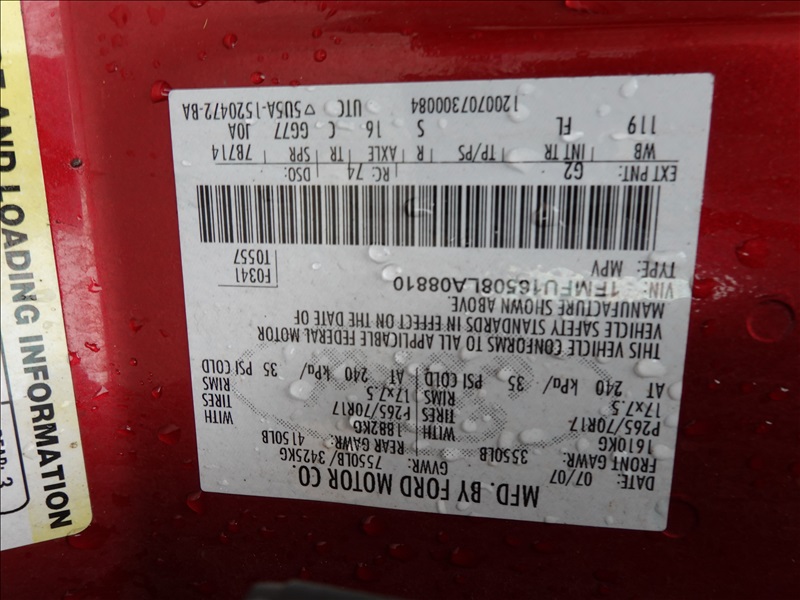 MFD. BY FORD MOTOR CO.
DATE: 07/07 GVWR: 7550LB/ 3425KG
FRONT GAWR: 3550LB REAR GAWR: 4150LB
1610KG WITH 1882KG WITH
P265/70R17 TIRES P265/70R17 TIRES
17x7.5 RIMS 17x7.5 RIMS
AT 240 kPa/ 35 PSI COLD AT 240 kPa/ 35 PSI COLD
THIS VEHICLE CONFORMS TO ALL APPLICABLE FEDERAL MOTOR
VEHICLE SAFETY STANDARDS IN EFFECT ON THE DATE OF
MANUFACTURE SHOWN ABOVE.
VIN: 1FMFU16508LA08810
TYPE: MPV
F0341
T0557
EXT PNT: G2 RC: 74 DSO:
WB INT TR TP/PS R AXLE TR SPR 7B714
119 FL S 16 C GG77 JOA
120070730084 UTC ▽ 5U5A-1520472-BA
AND LOADING INFORMATION
3